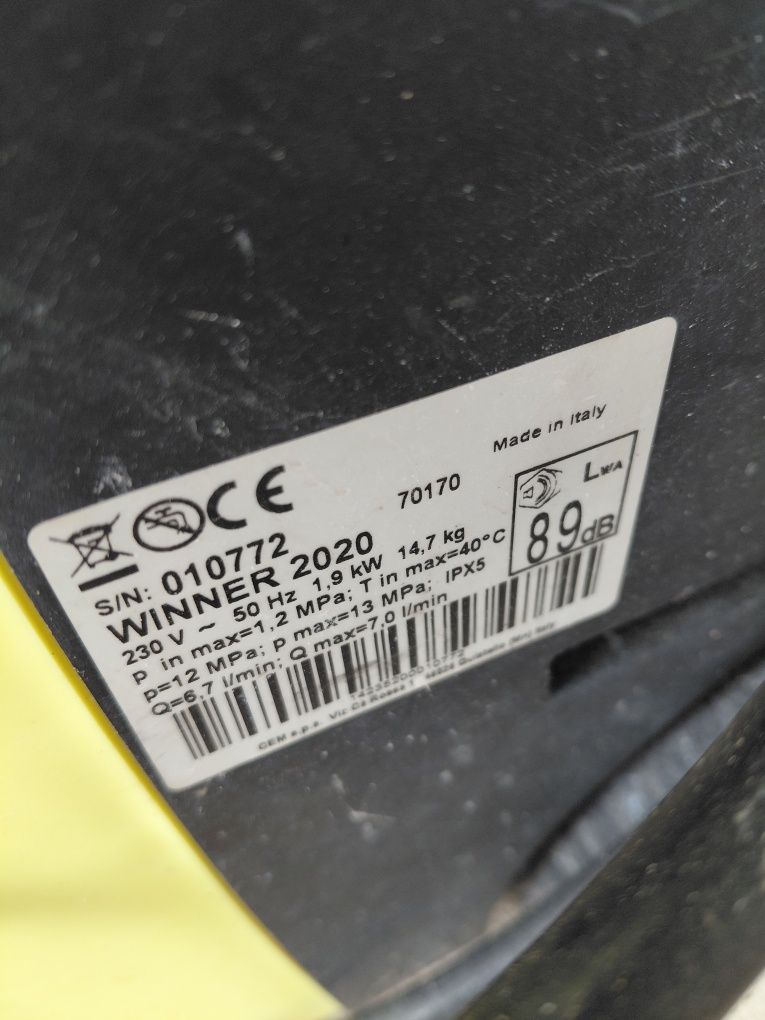 CE
70170
Made in Italy
S/N: 010772
WINNER 2020
230 V ~ 50 Hz 1,9 kW 14,7 kg
p in max=1,2 MPa; T in max=40°C
p=12 MPa; p max=13 MPa; IPX5
Q=6,7 l/min; Q max=7,0 l/min
LWA
89dB